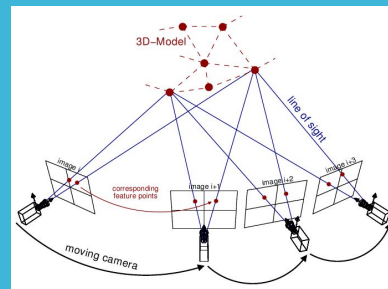 3D-Model
line of sight
image i
corresponding
feature points
image i+1
image i+2
image i+3
moving camera